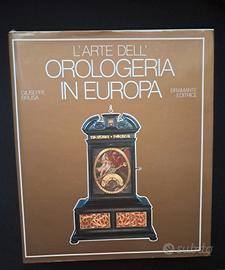 L'ARTE DELL'
OROLOGERIA
IN EUROPA
GIUSEPPE
BRUSA
BRAMANTE
EDITRICE
subito